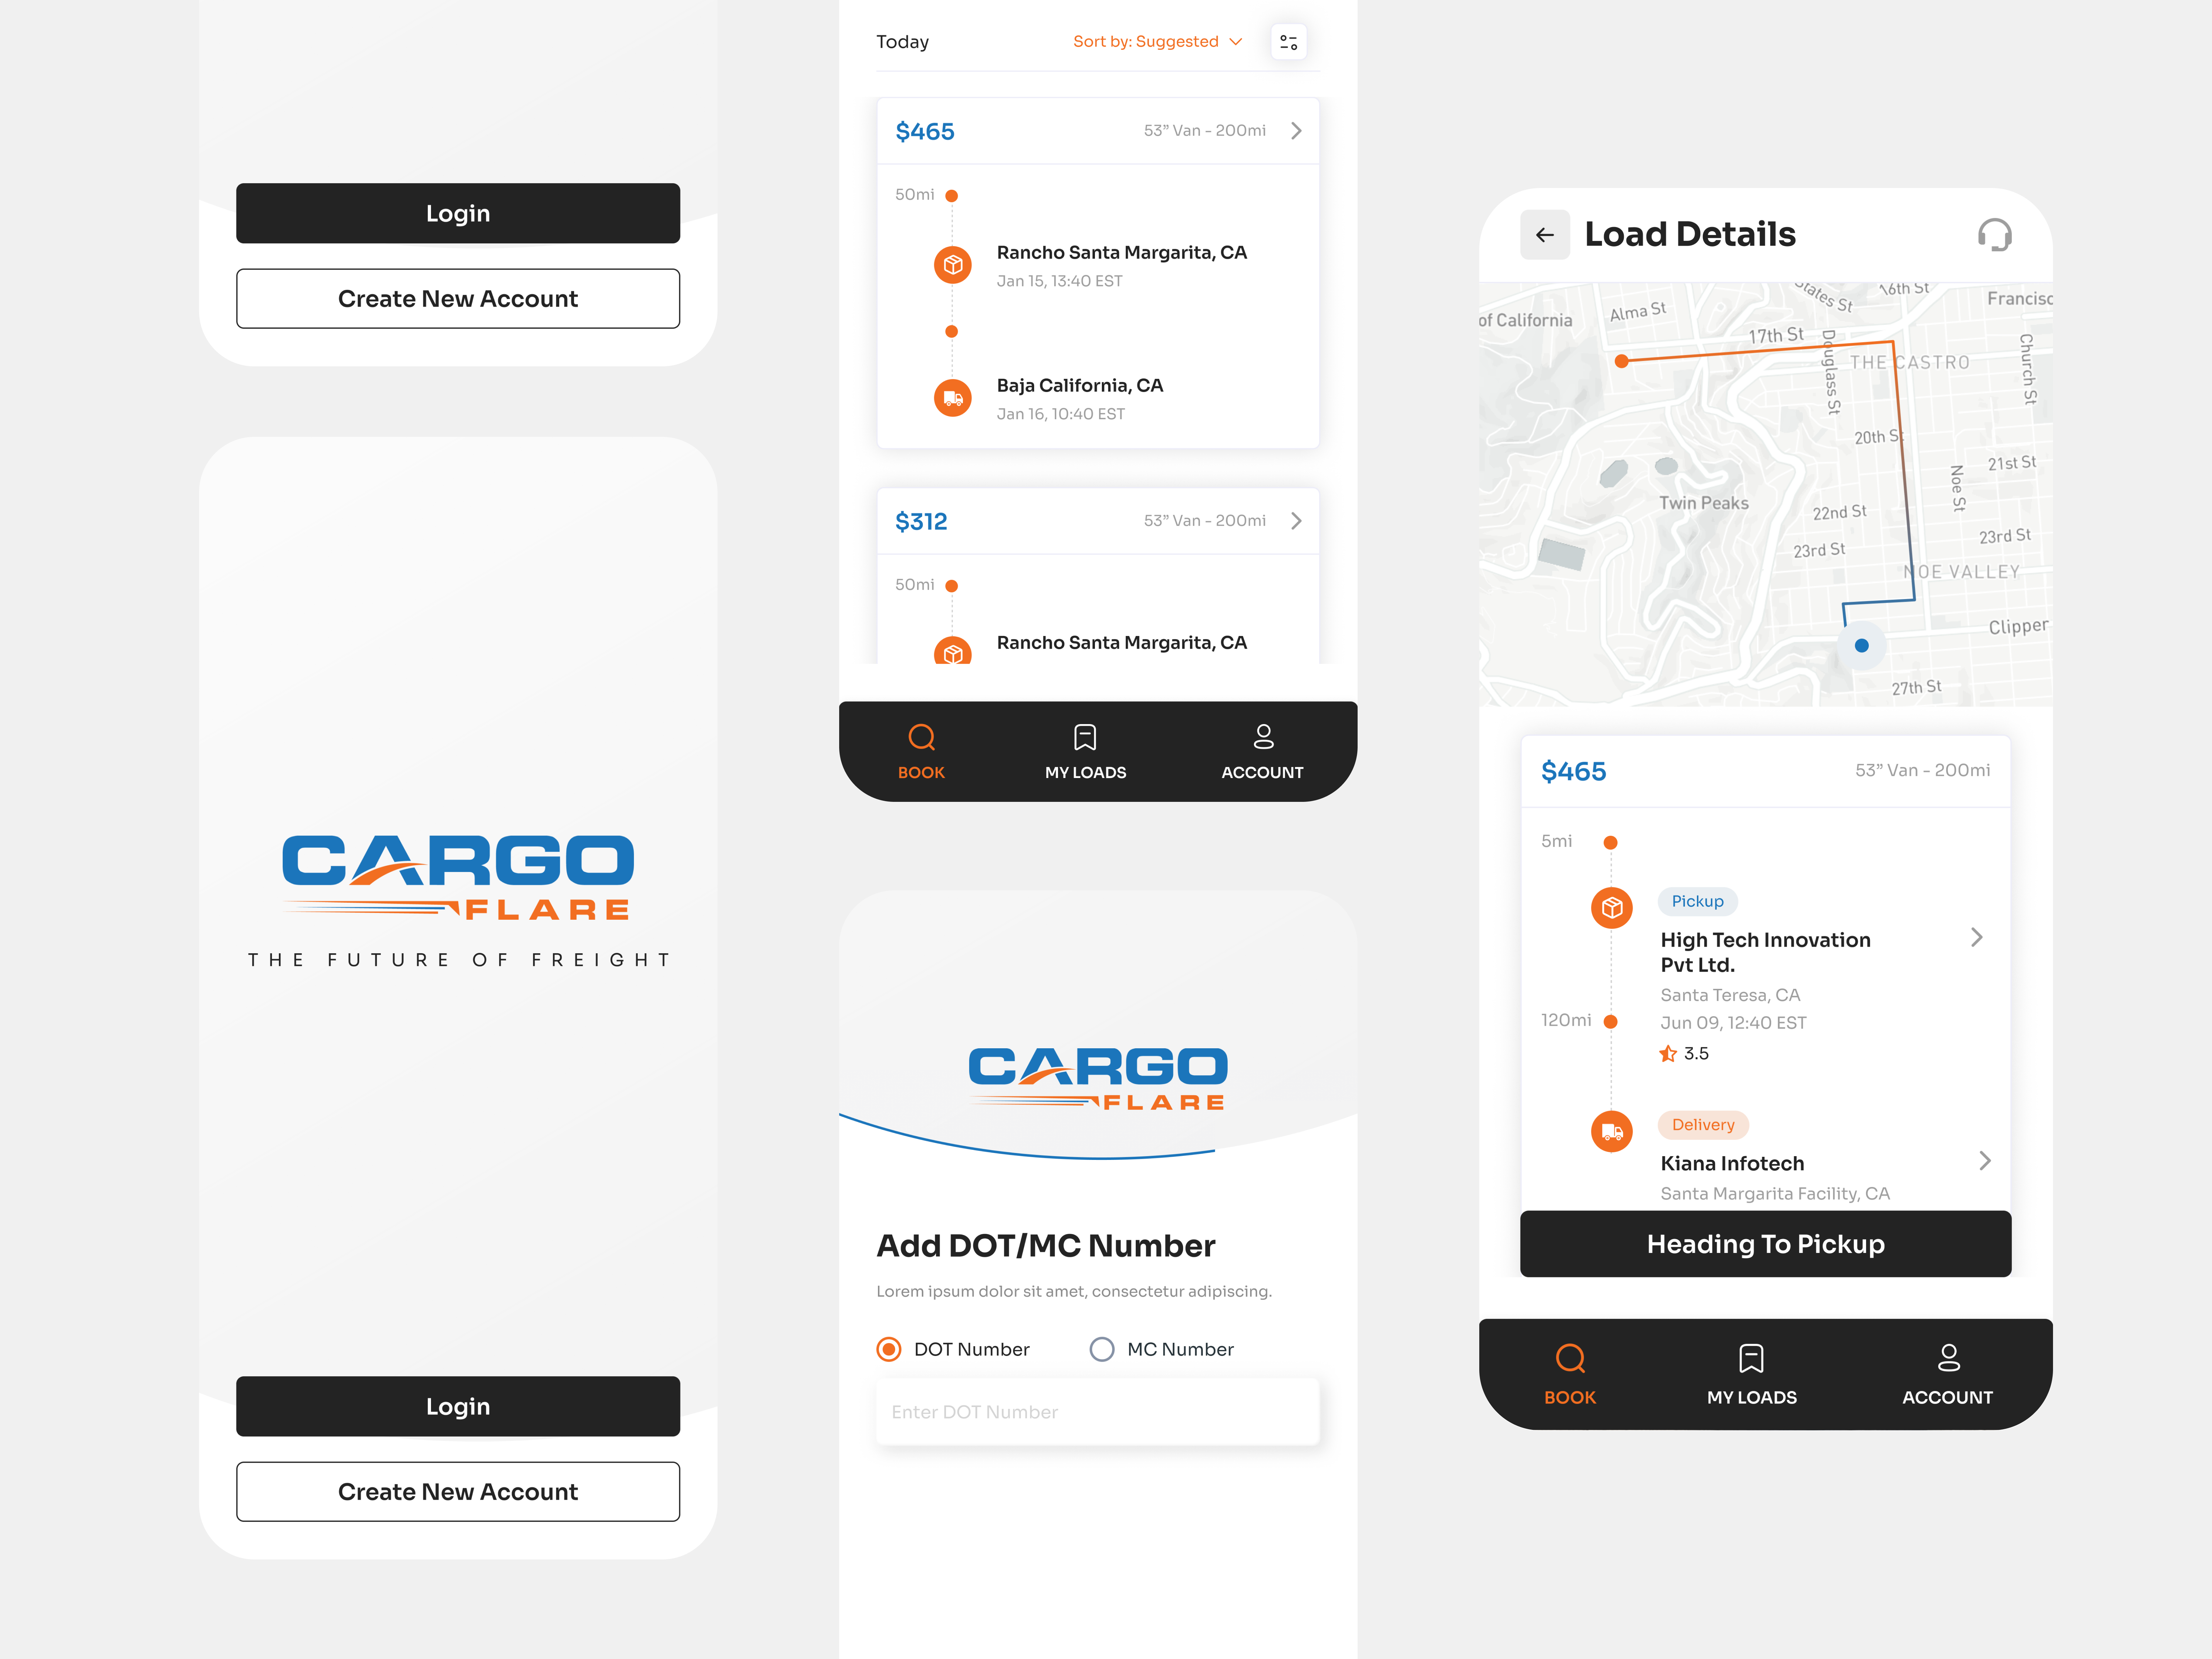 Login
Create New Account
CARGO
FLARE
THE FUTURE OF FREIGHT
Login
Create New Account
Today
Sort by: Suggested
$465
53” Van - 200mi
50mi
Rancho Santa Margarita, CA
Jan 15, 13:40 EST
Baja California, CA
Jan 16, 10:40 EST
$312
53” Van - 200mi
50mi
Rancho Santa Margarita, CA
BOOK
MY LOADS
ACCOUNT
CARGO
FLARE
Add DOT/MC Number
Lorem ipsum dolor sit amet, consectetur adipiscing.
DOT Number
MC Number
Enter DOT Number
Load Details
of California
Alma St
States St
16th St
Francisc
17th St
Douglass St
THE CASTRO
Church St
20th St
21st St
Noe St
Twin Peaks
22nd St
23rd St
23rd St
NOE VALLEY
Clipper
27th St
$465
53” Van - 200mi
5mi
Pickup
High Tech Innovation
Pvt Ltd.
Santa Teresa, CA
120mi
Jun 09, 12:40 EST
3.5
Delivery
Kiana Infotech
Santa Margarita Facility, CA
Heading To Pickup
BOOK
MY LOADS
ACCOUNT